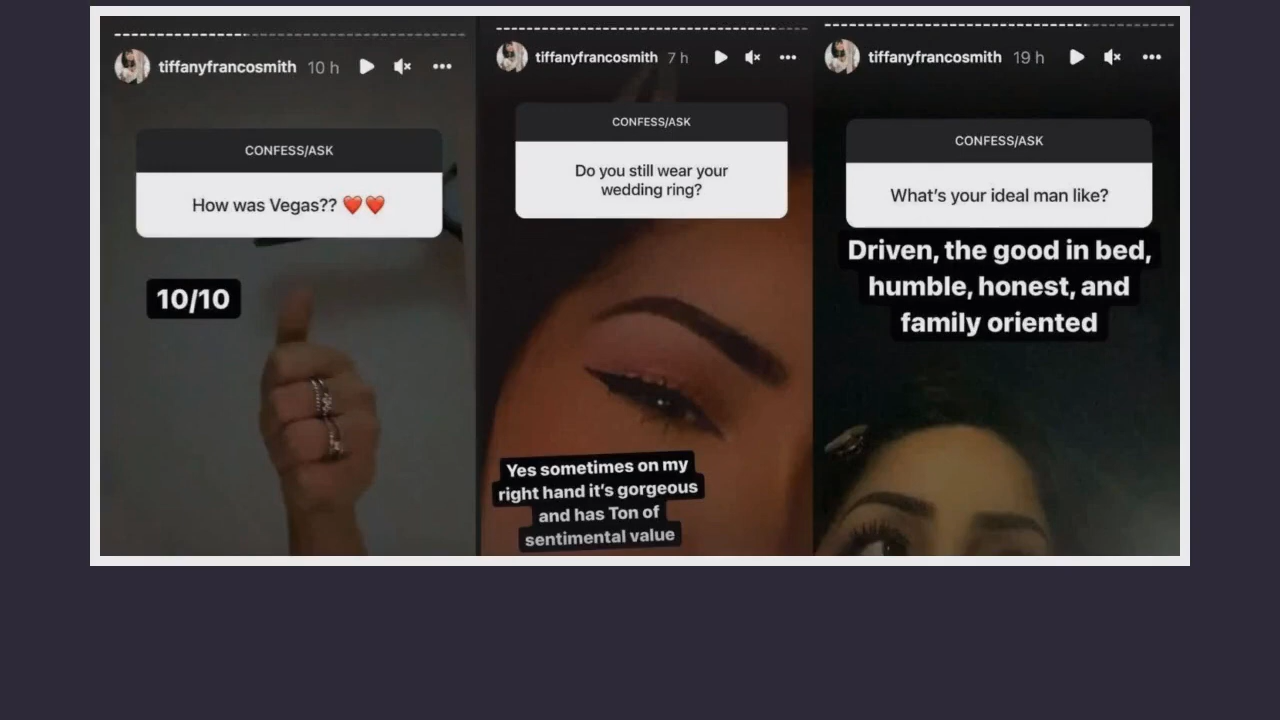 tiffanyfrancosmith 10 h
CONFESS/ASK
How was Vegas?? ❤️❤️
10/10
tiffanyfrancosmith 7 h
CONFESS/ASK
Do you still wear your
wedding ring?
Yes sometimes on my
right hand it's gorgeous
and has Ton of
sentimental value
tiffanyfrancosmith 19 h
CONFESS/ASK
What's your ideal man like?
Driven, the good in bed,
humble, honest, and
family oriented